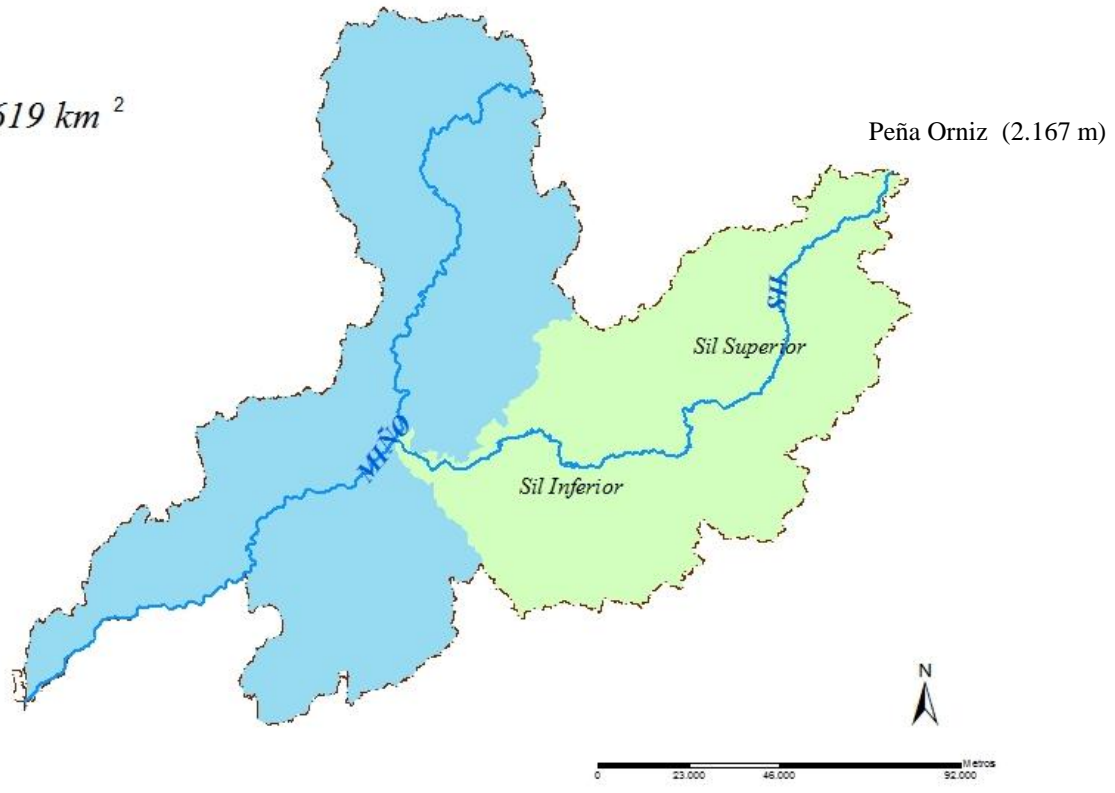 619 km 2
Peña Orniz (2.167 m)
SIL
Sil Superior
MIÑO
Sil Inferior
N
Metros
0 23.000 46.000 92.000